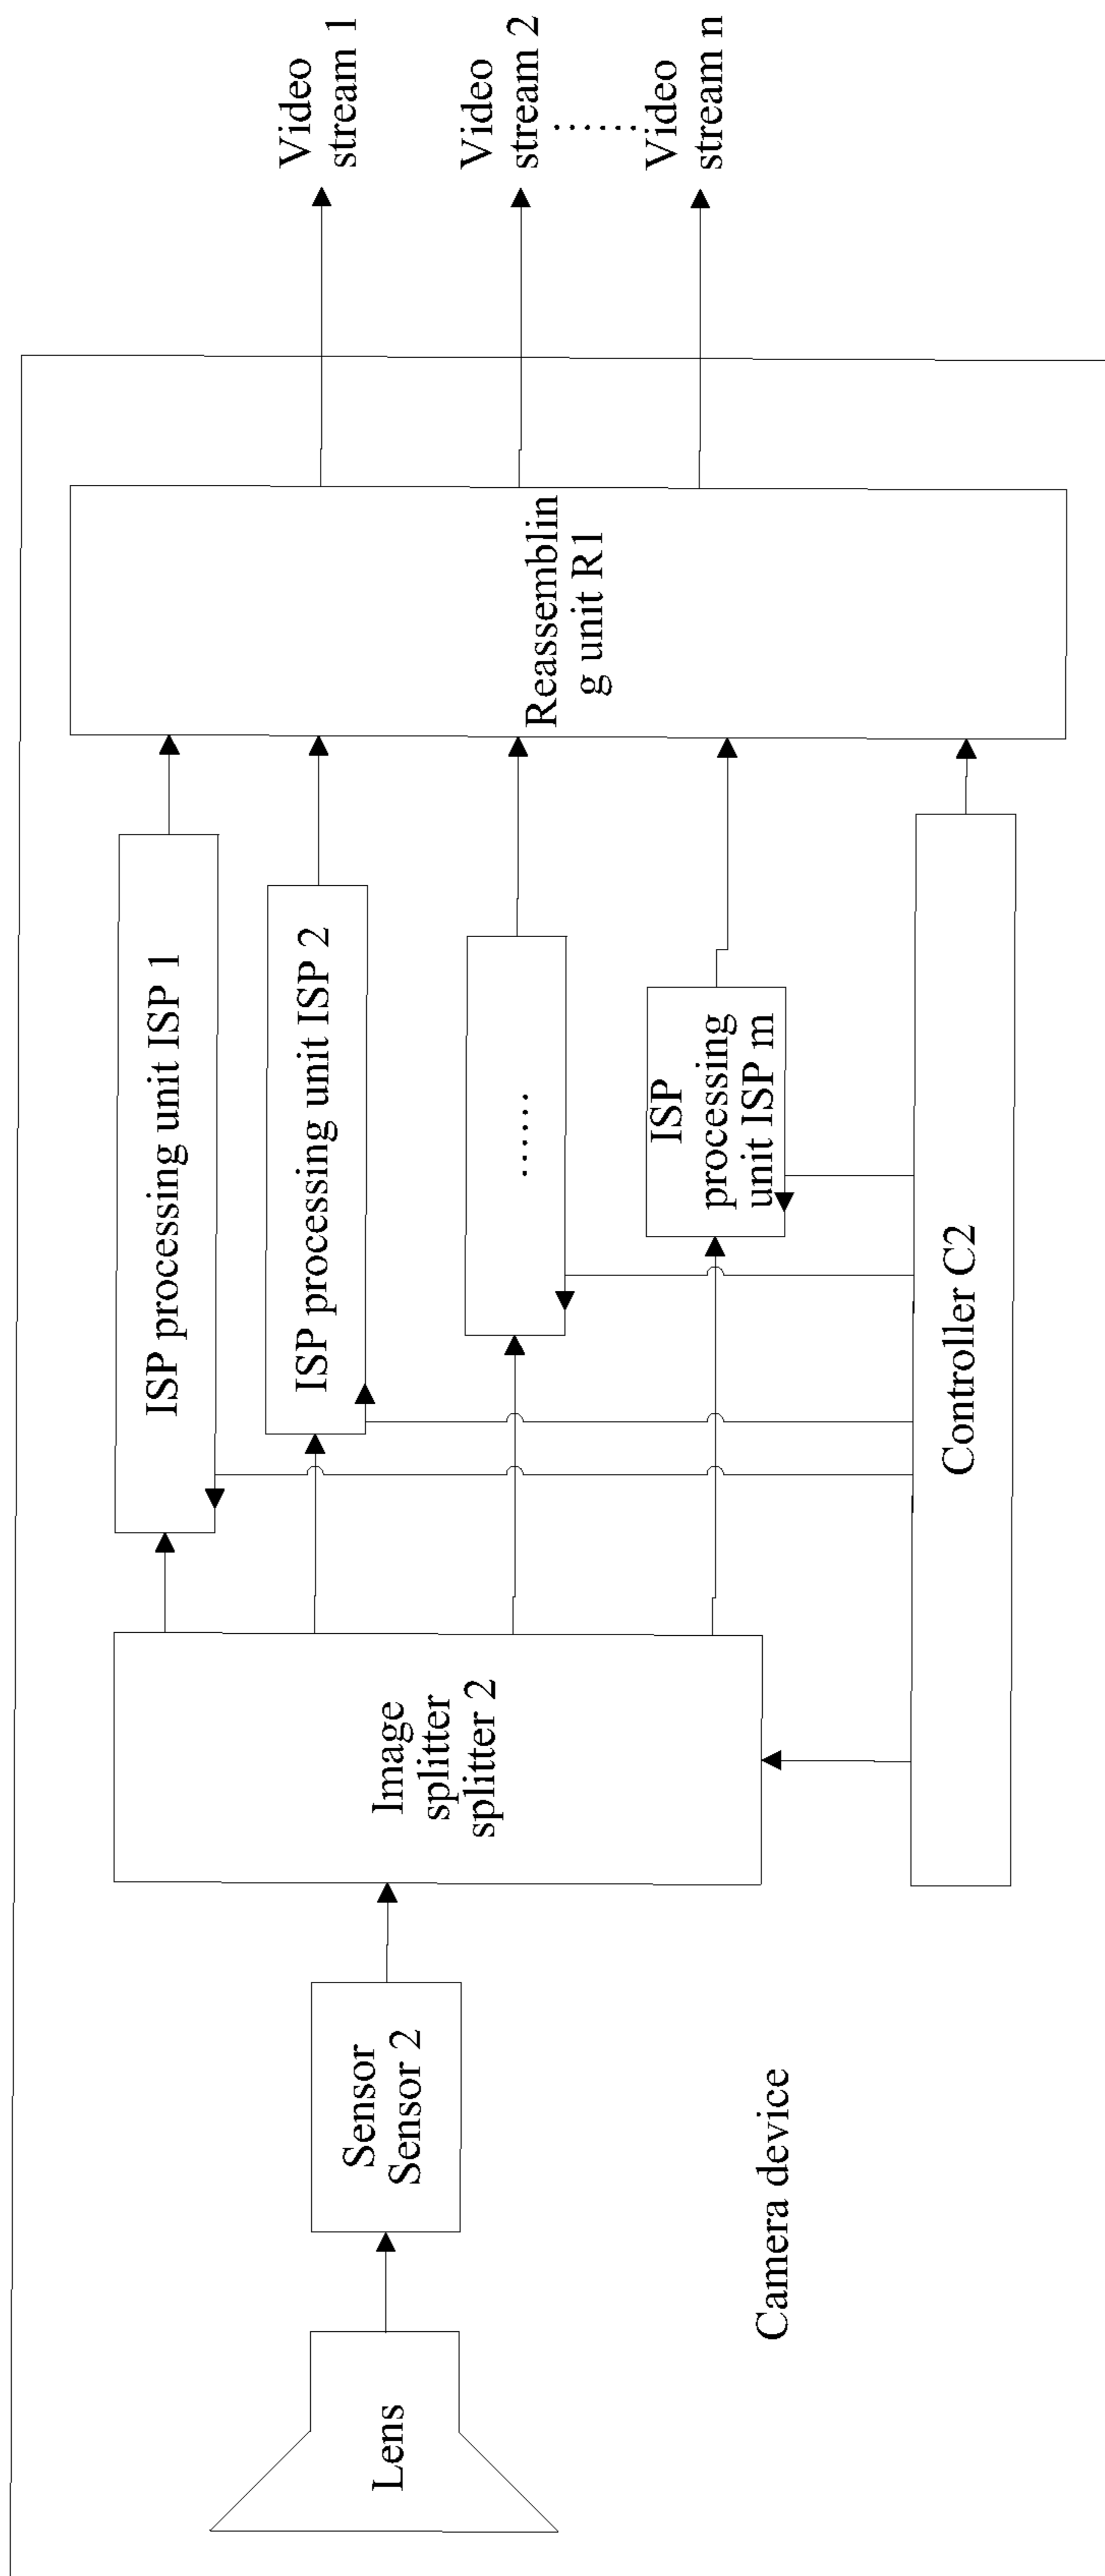 Lens
Sensor
Sensor 2
Image
splitter
splitter 2
ISP processing unit ISP 1
ISP processing unit ISP 2
......
ISP
processing
unit ISP m
Controller C2
Reassemblin
g unit R1
Video
stream 1
Video
stream 2
......
Video
stream n
Camera device